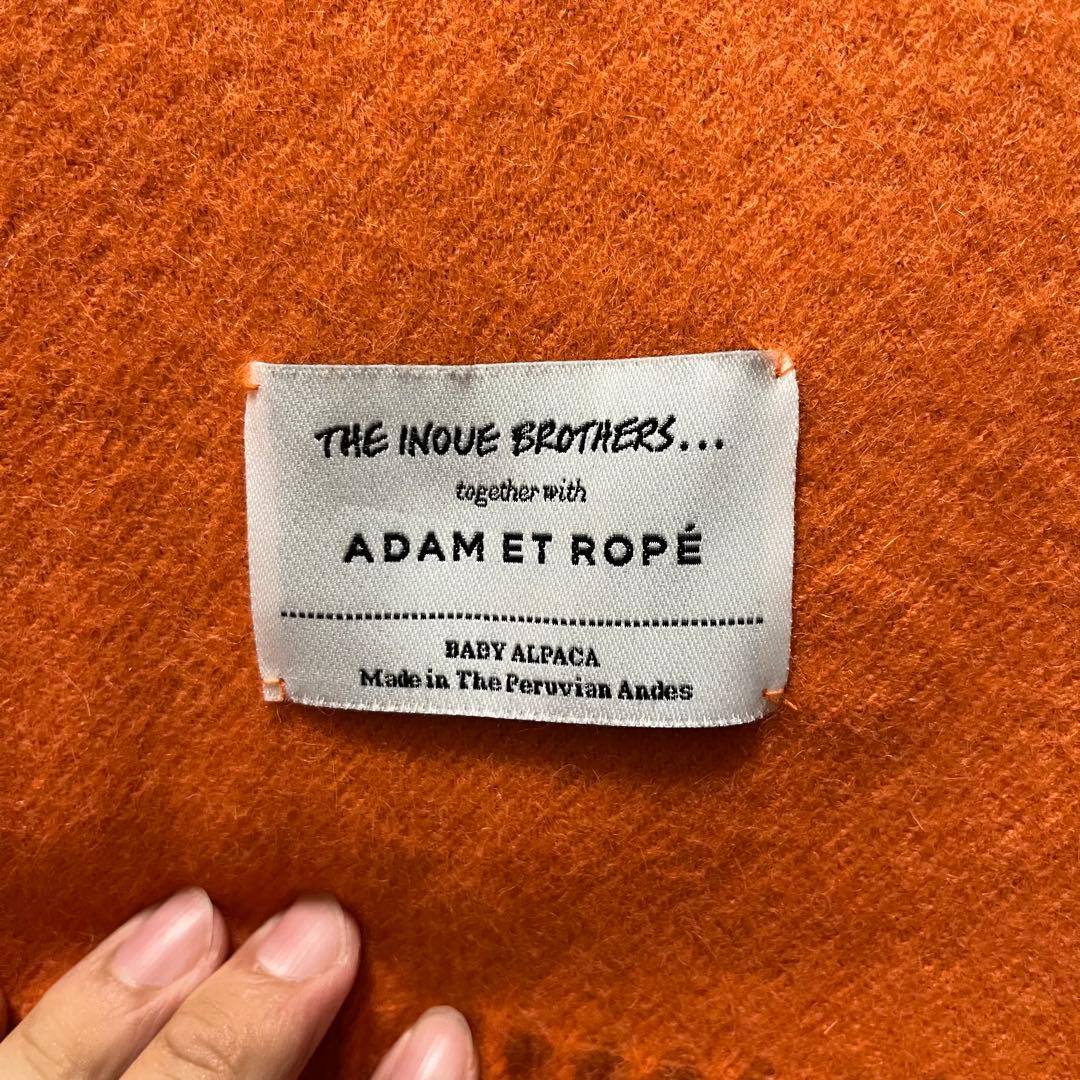 THE INOUE BROTHERS...
together with
ADAM ET ROPÉ
BABY ALPACA
Made in The Peruvian Andes